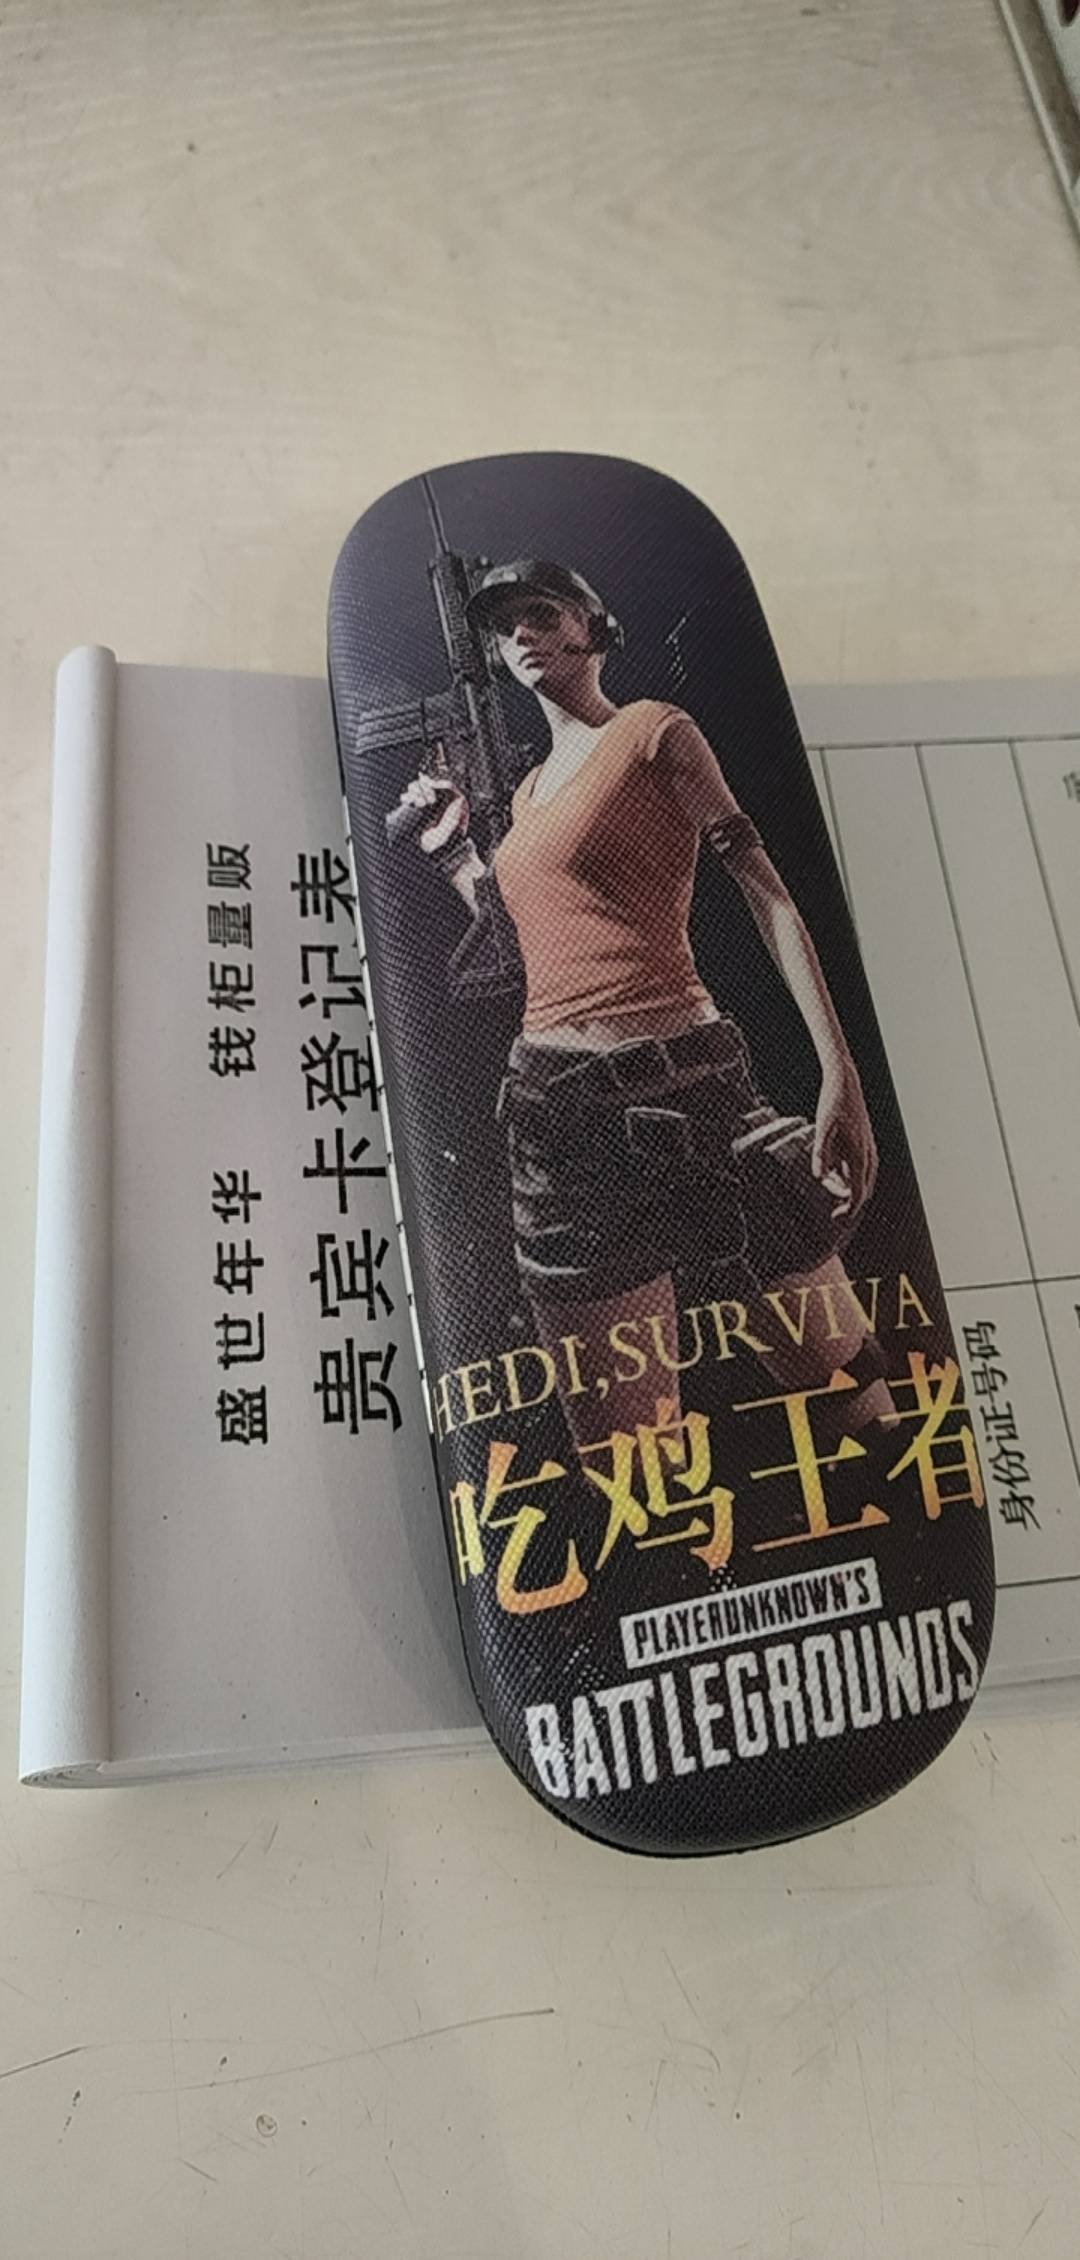 盛世年华 钱柜量贩
贵宾卡登记表
HEDI,SURVIVA
吃鸡王者
PLAYERUNKNOWN'S
BATTLEGROUNDS
身份证号码